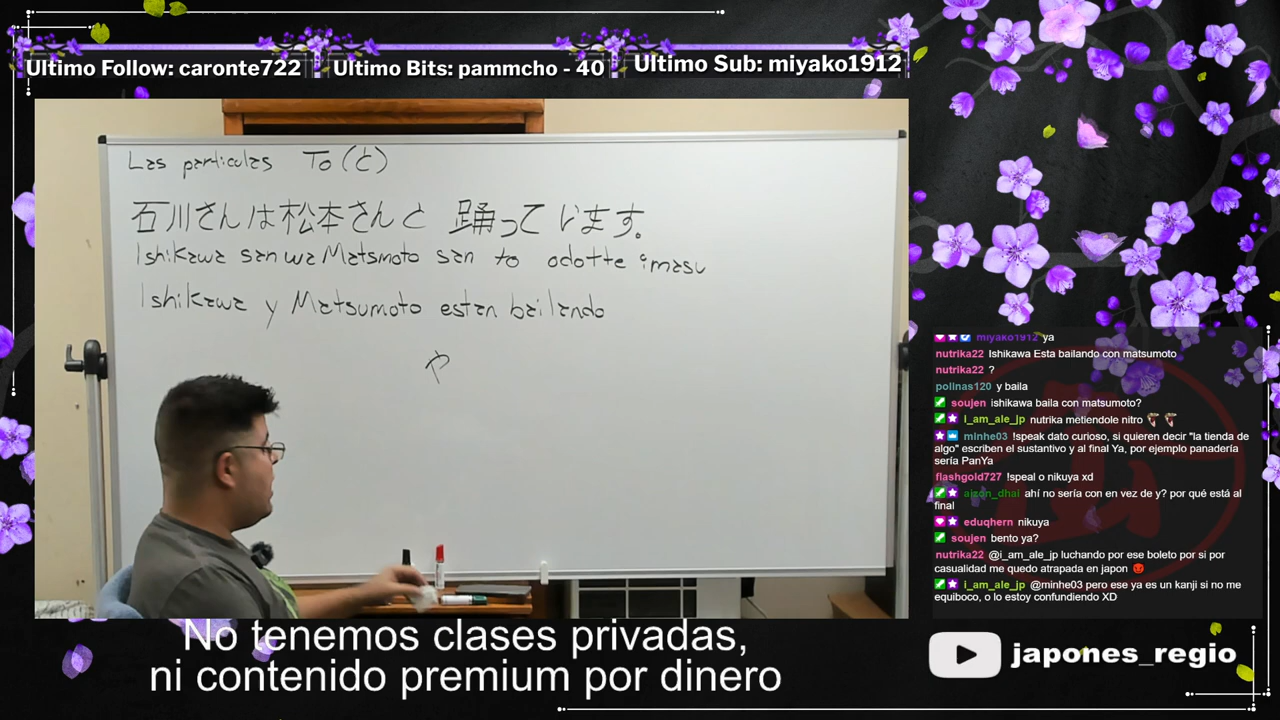 Ultimo Follow: caronte722
Ultimo Bits: pammcho - 40
Ultimo Sub: miyako1912
Las particulas To (と)
石川さんは松本さんと 踊っています。
Ishikawa san wa Matsmoto san to odotte imasu
Ishikawa y Matsumoto estan bailando
や
miyako1912 ya
nutrika22 Ishikawa Esta bailando con matsumoto
nutrika22 ?
polinas120 y baila
soujen ishikawa baila con matsumoto?
i_am_ale_jp nutrika metiendole nitro
minhe03 !speak dato curioso, si quieren decir "la tienda de
algo" escriben el sustantivo y al final Ya, por ejemplo panadería
sería PanYa
flashgold727 !speal o nikuya xd
aizon_dhai ahí no sería con en vez de y? por qué está al
final
eduqhern nikuya
soujen bento ya?
nutrika22 @i_am_ale_jp luchando por ese boleto por si por
casualidad me quedo atrapada en japon
i_am_ale_jp @minhe03 pero ese ya es un kanji si no me
equiboco, o lo estoy confundiendo XD
No tenemos clases privadas,
ni contenido premium por dinero
japones_regio